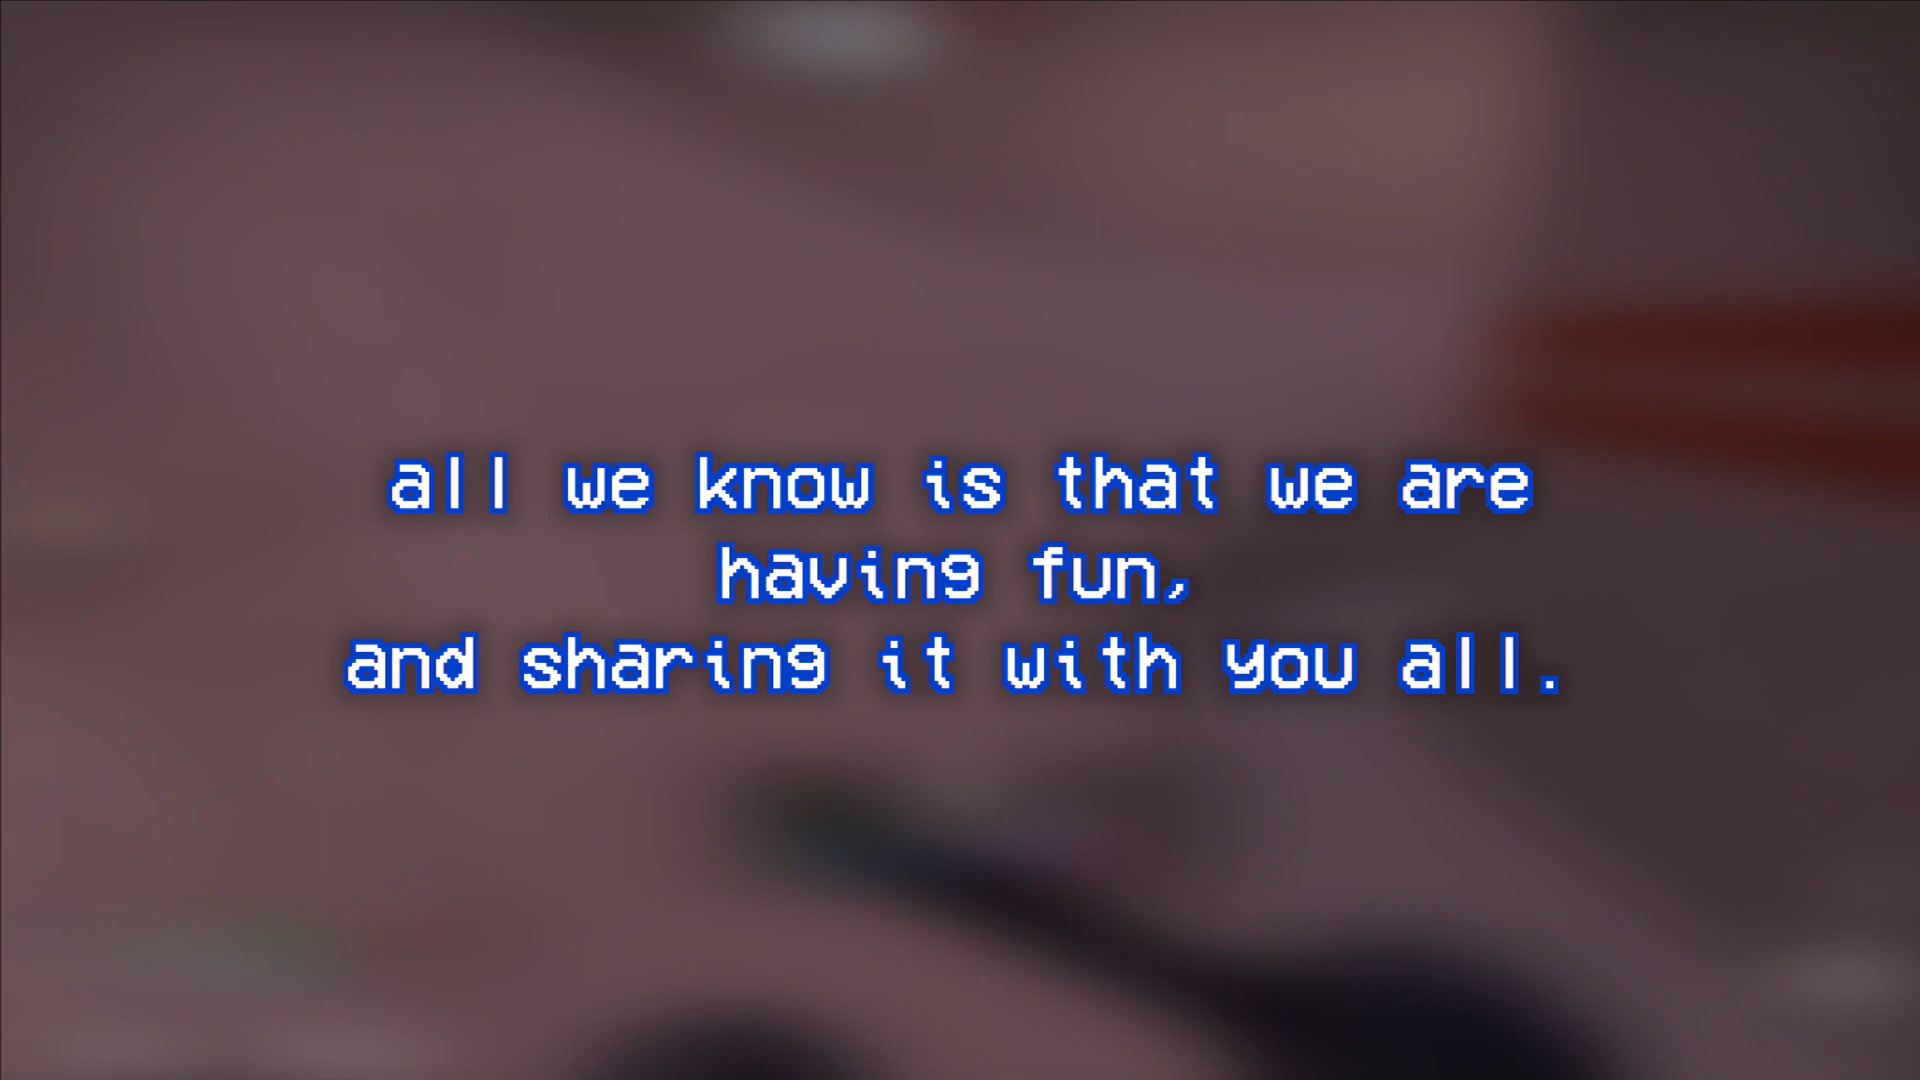 all we know is that we are
having fun,
and sharing it with you all.